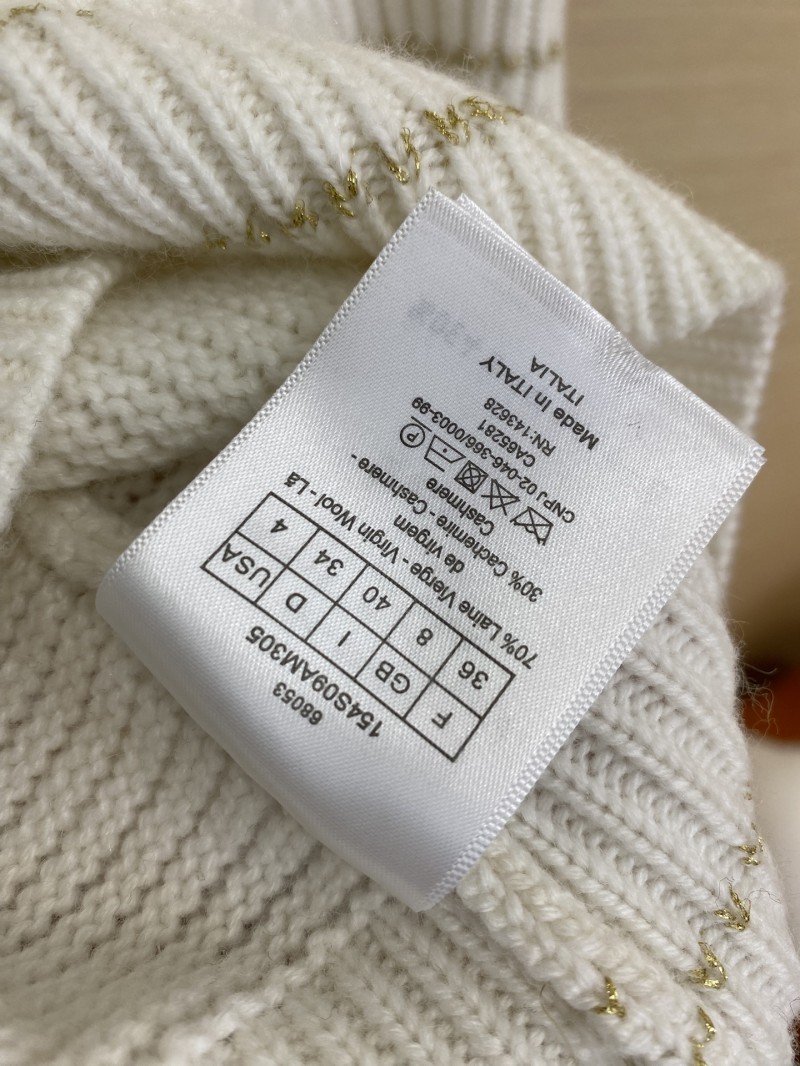 68053
154S09AM305
F GB I D USA
36 8 40 34 4
70% Laine Vierge - Virgin Wool - Lã
de virgem
30% Cachemire - Cashmere -
Cashmere
P
CNPJ 02-046-366/0003-99
CA65281
RN:143628
Made In ITALY
ITALIA